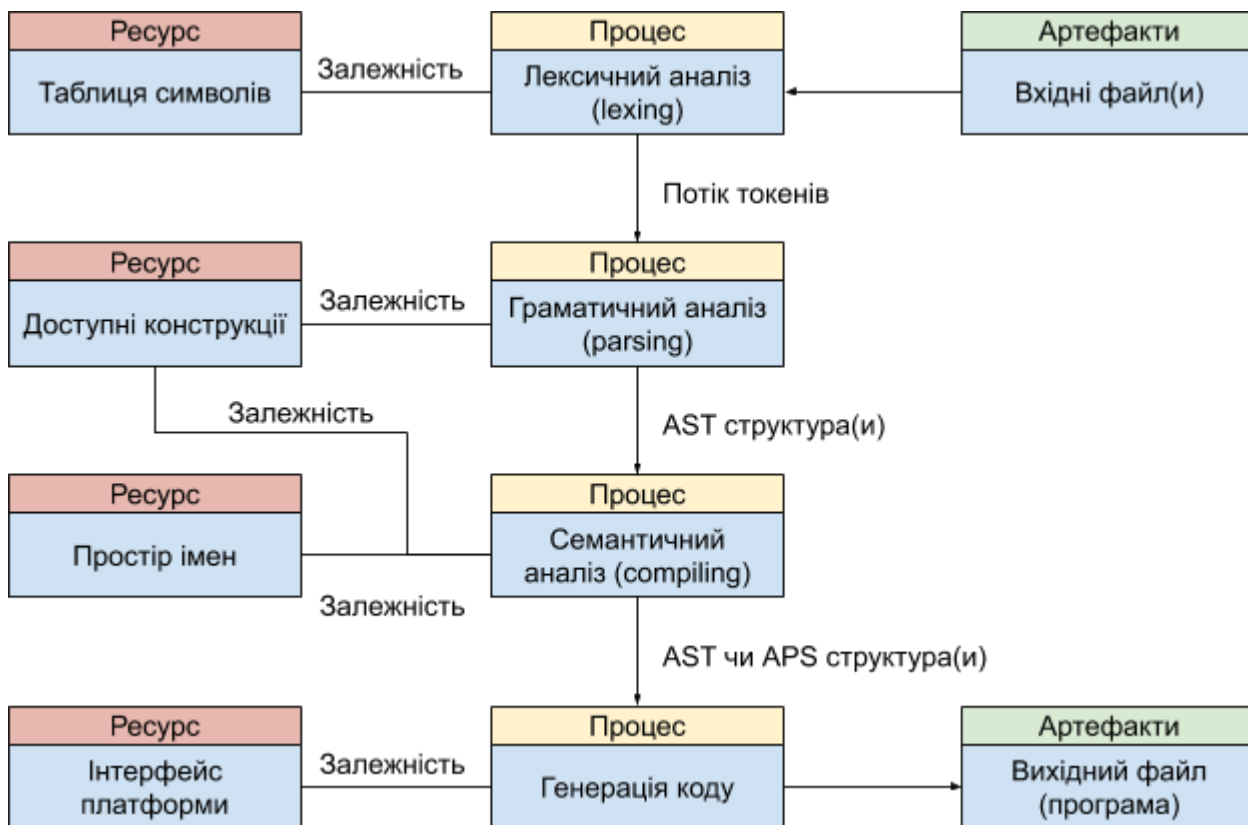 Ресурс
Таблиця символів
Залежність
Процес
Лексичний аналіз
(lexing)
Артефакти
Вхідні файл(и)
Потік токенів
Ресурс
Доступні конструкції
Залежність
Процес
Граматичний аналіз
(parsing)
Залежність
AST структура(и)
Ресурс
Простір імен
Залежність
Процес
Семантичний
аналіз (compiling)
AST чи APS структура(и)
Ресурс
Інтерфейс
платформи
Залежність
Процес
Генерація коду
Артефакти
Вихідний файл
(програма)